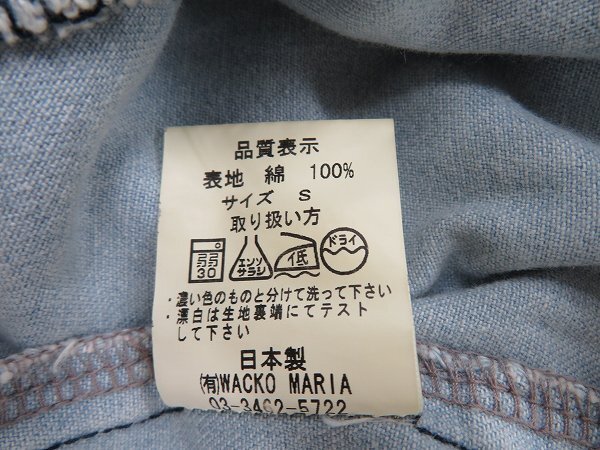 品質表示
表地 綿 100%
サイズ S
取り扱い方
弱 30 エンソサラシ 低 ドライ
・濃い色のものと分けて洗って下さい
・漂白は生地裏端にてテスト
して下さい
日本製
(有)WACKO MARIA
03-3462-5722